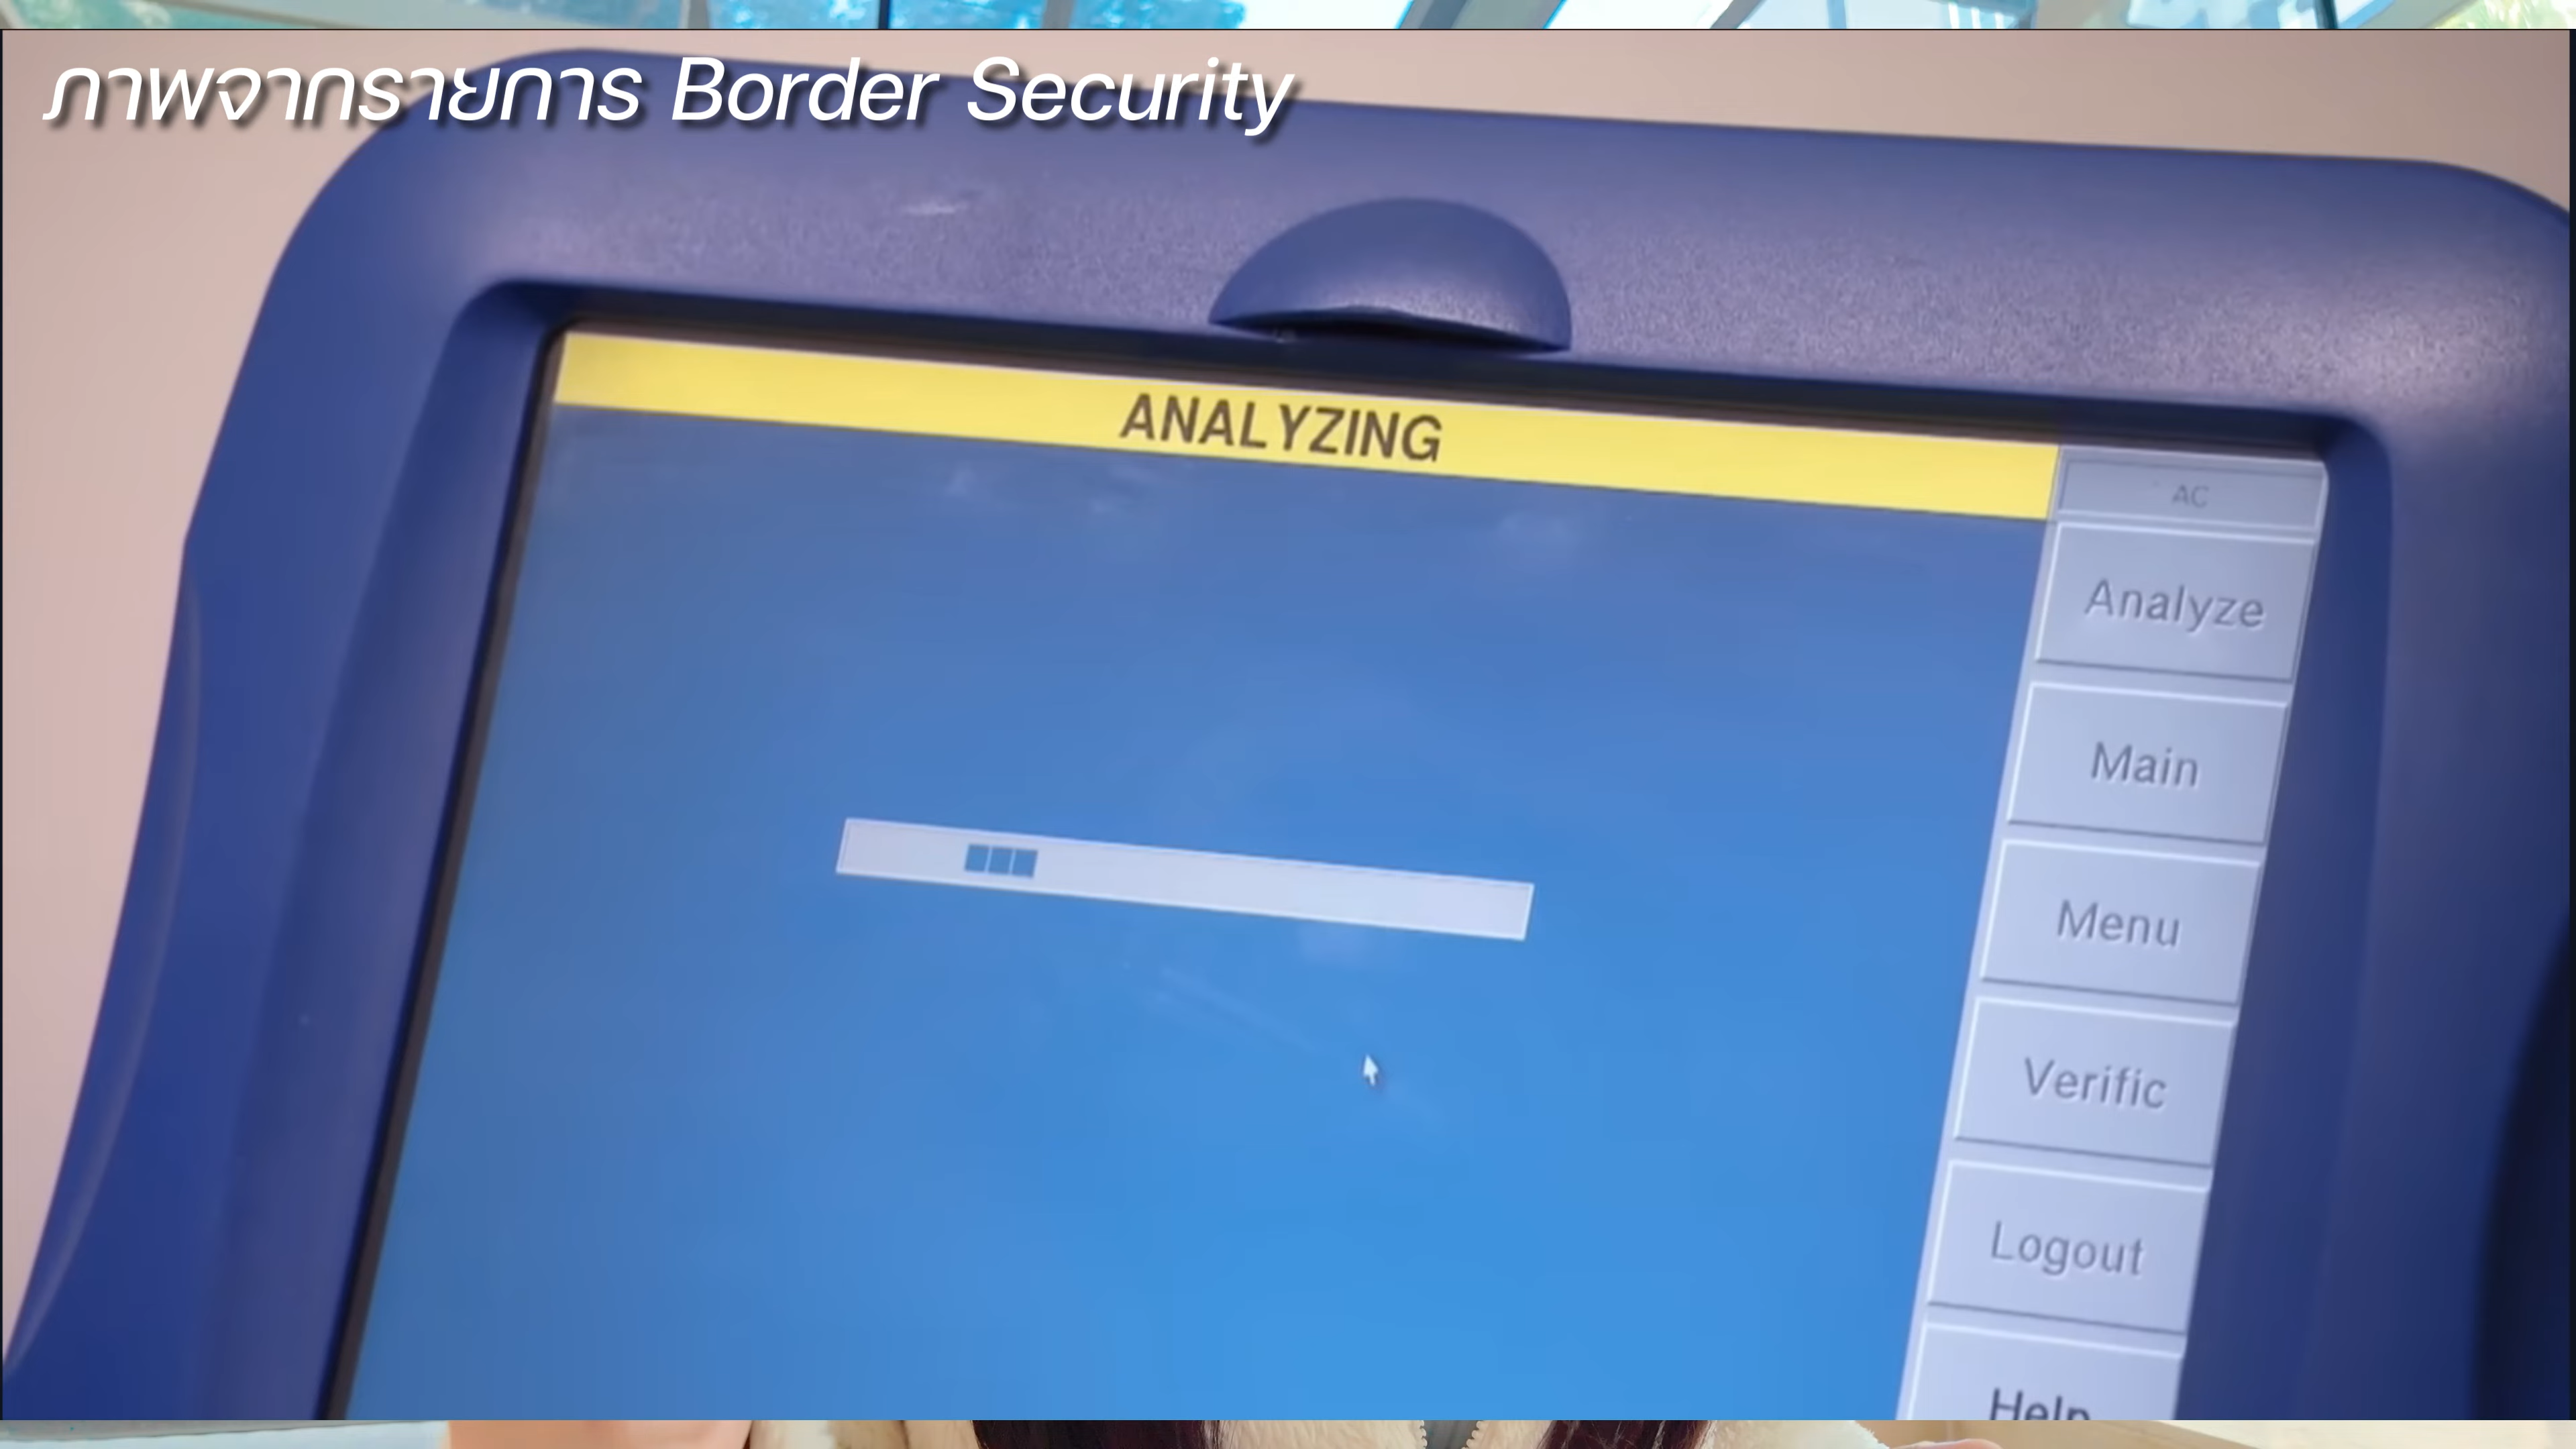 ภาพจากรายการ Border Security
ANALYZING
AC
Analyze
Main
Menu
Verific
Logout
Help